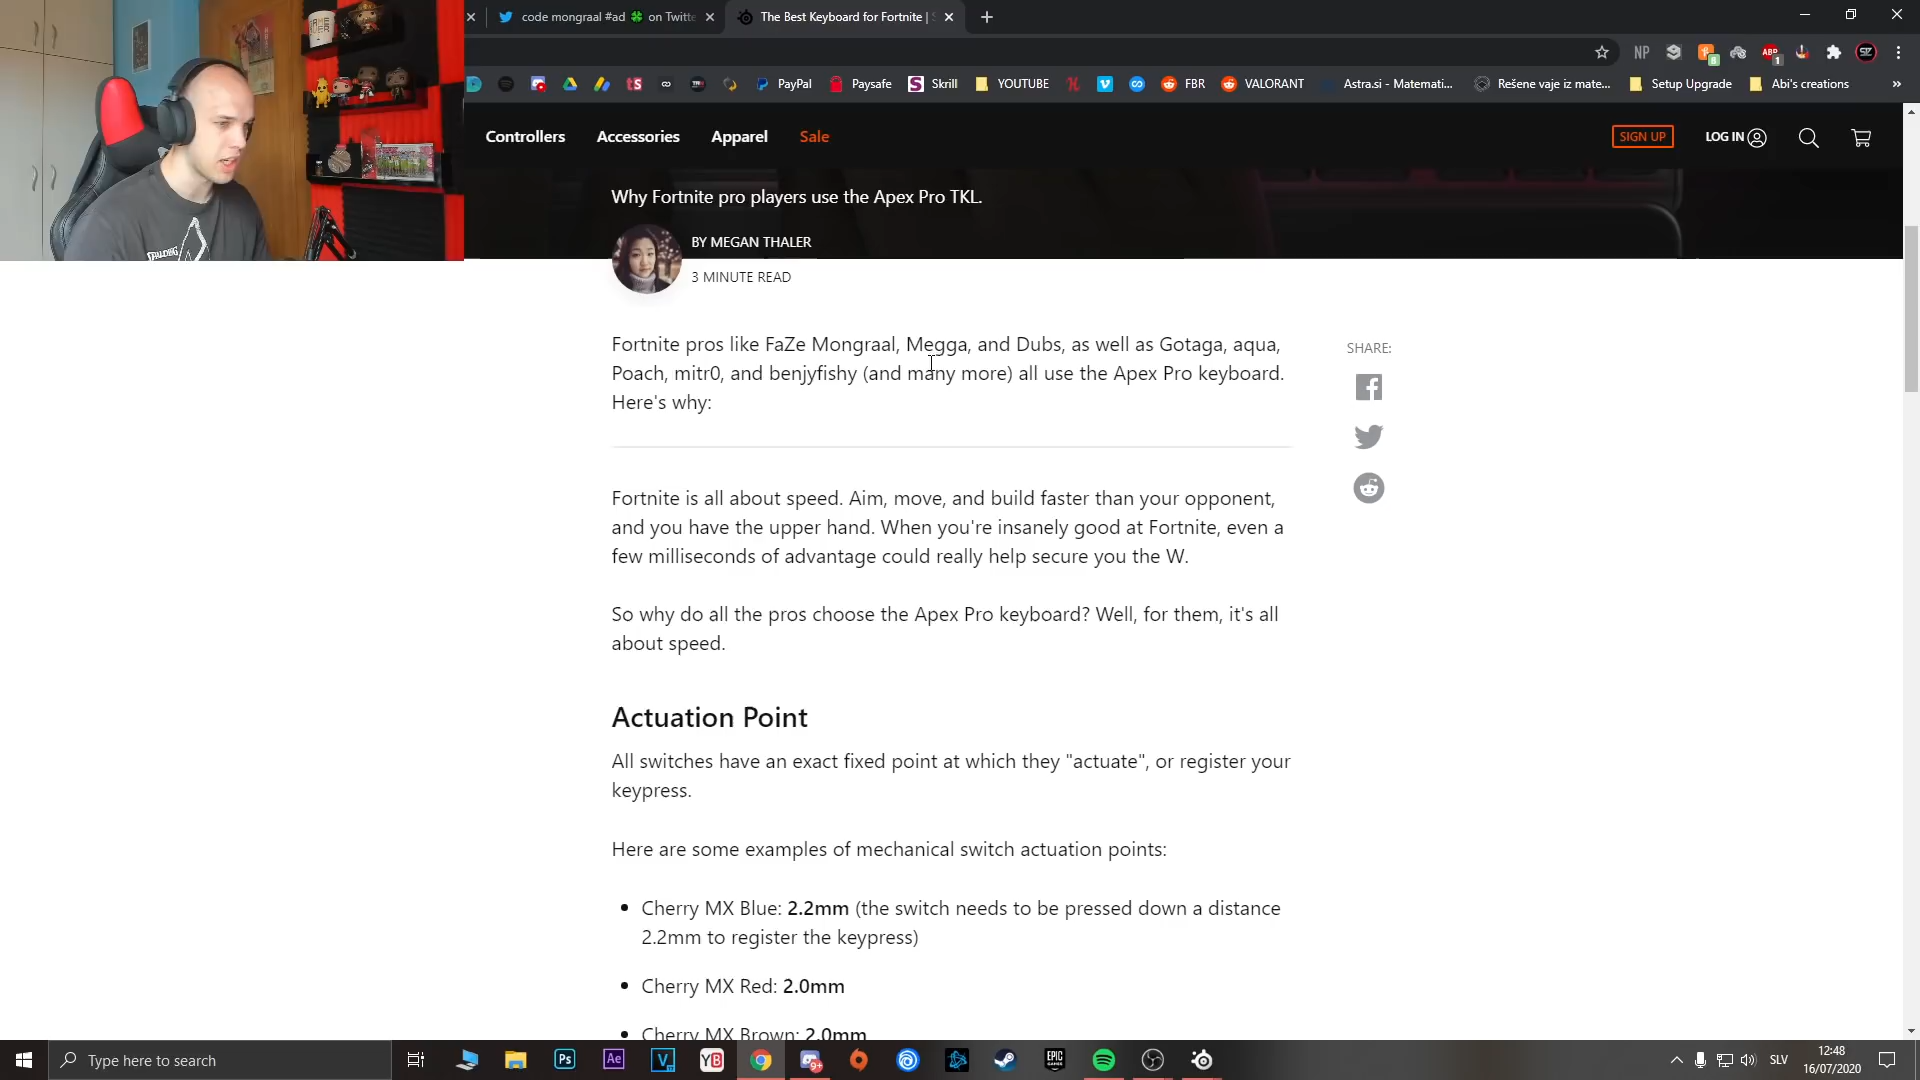 code mongraal #ad 🍀 on Twitte
The Best Keyboard for Fortnite |
NP
ABP
PayPal
Paysafe
Skrill
YOUTUBE
FBR
VALORANT
Astra.si - Matemati...
Rešene vaje iz mate...
Setup Upgrade
Abi's creations
»
Controllers
Accessories
Apparel
Sale
SIGN UP
LOG IN
Why Fortnite pro players use the Apex Pro TKL.
BY MEGAN THALER
3 MINUTE READ
Fortnite pros like FaZe Mongraal, Megga, and Dubs, as well as Gotaga, aqua,
Poach, mitr0, and benjyfishy (and many more) all use the Apex Pro keyboard.
Here's why:
SHARE:
Fortnite is all about speed. Aim, move, and build faster than your opponent,
and you have the upper hand. When you're insanely good at Fortnite, even a
few milliseconds of advantage could really help secure you the W.
So why do all the pros choose the Apex Pro keyboard? Well, for them, it's all
about speed.
Actuation Point
All switches have an exact fixed point at which they "actuate", or register your
keypress.
Here are some examples of mechanical switch actuation points:
• Cherry MX Blue: 2.2mm (the switch needs to be pressed down a distance
2.2mm to register the keypress)
• Cherry MX Red: 2.0mm
• Cherry MX Brown: 2.0mm
SPALDING
Type here to search
Ps
Ae
V
YB
9+
EPIC
GAMES
SLV
12:48
16/07/2020